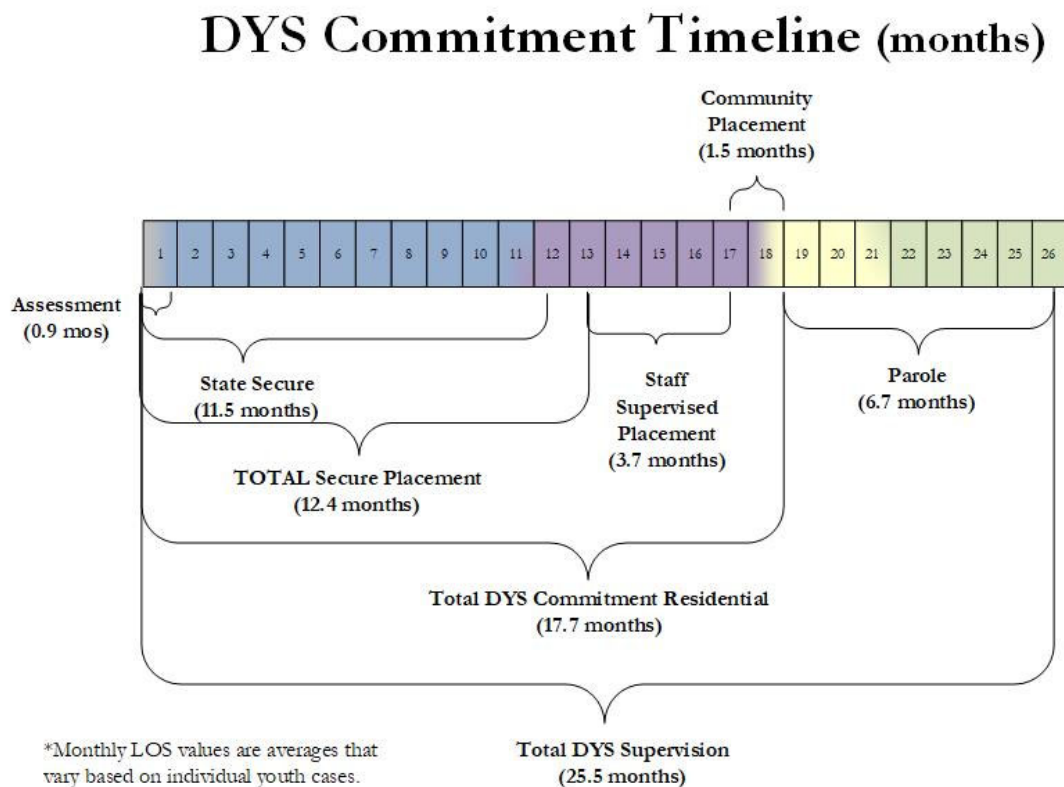 DYS Commitment Timeline (months)
Community
Placement
(1.5 months)
1 2 3 4 5 6 7 8 9 10 11 12 13 14 15 16 17 18 19 20 21 22 23 24 25 26
Assessment
(0.9 mos)
State Secure
(11.5 months)
TOTAL Secure Placement
(12.4 months)
Staff
Supervised
Placement
(3.7 months)
Parole
(6.7 months)
Total DYS Commitment Residential
(17.7 months)
Total DYS Supervision
(25.5 months)
*Monthly LOS values are averages that
vary based on individual youth cases.